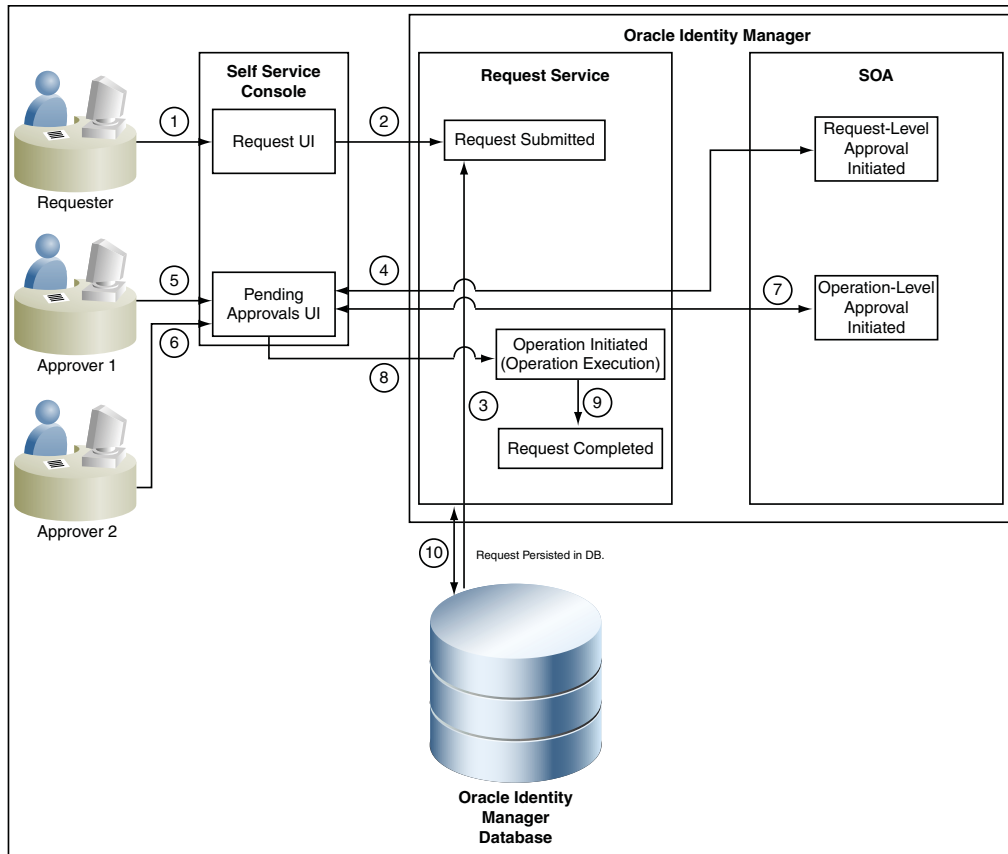 Oracle Identity Manager
Self Service
Console
Request Service
SOA
1
Request UI
2
Request Submitted
Request-Level
Approval
Initiated
Requester
5
Pending
Approvals UI
4
7
Operation-Level
Approval
Initiated
6
Approver 1
8
Operation Initiated
(Operation Execution)
3
9
Request Completed
Approver 2
10
Request Persisted in DB.
Oracle Identity
Manager
Database